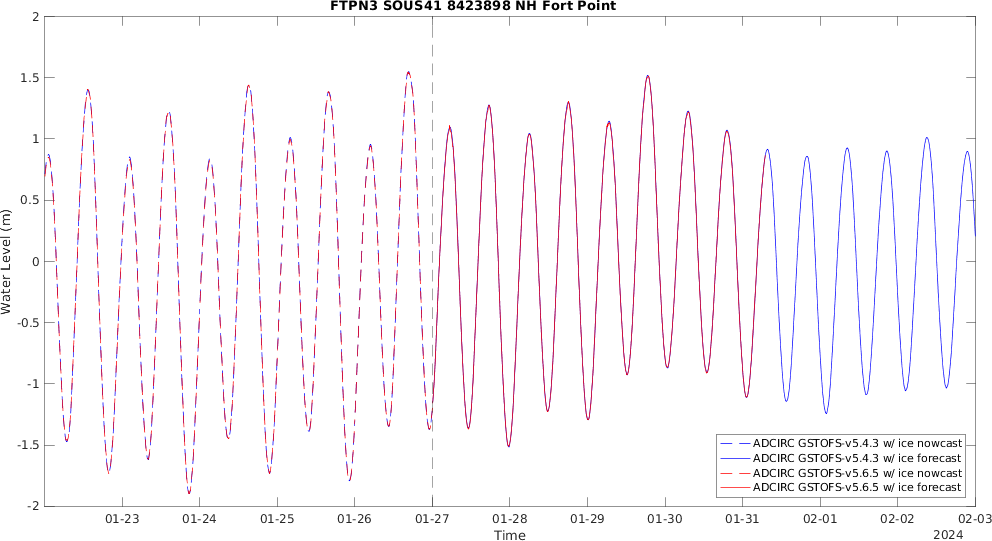 FTPN3 SOUS41 8423898 NH Fort Point
2
1.5
1
0.5
0
-0.5
-1
-1.5
-2
Water Level (m)
ADCIRC GSTOFS-v5.4.3 w/ ice nowcast
ADCIRC GSTOFS-v5.4.3 w/ ice forecast
ADCIRC GSTOFS-v5.6.5 w/ ice nowcast
ADCIRC GSTOFS-v5.6.5 w/ ice forecast
01-23 01-24 01-25 01-26 01-27 01-28 01-29 01-30 01-31 02-01 02-02 02-03
Time
2024